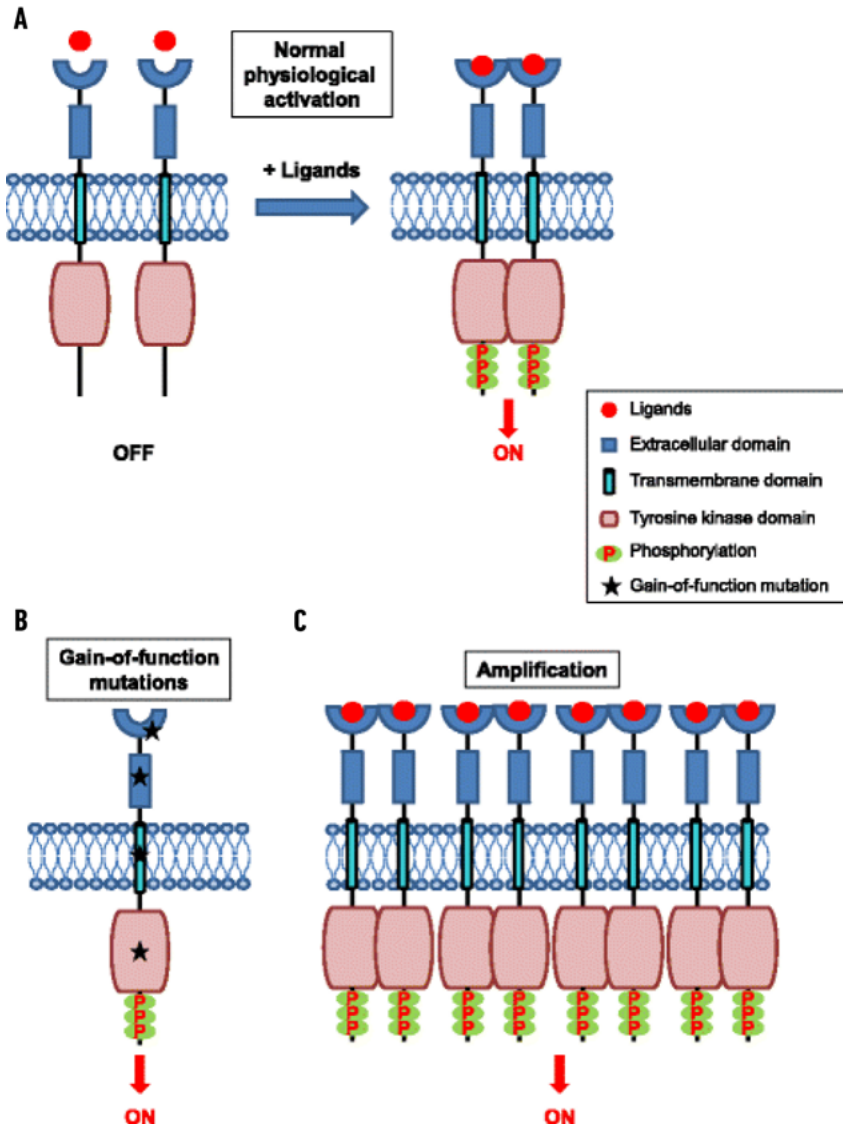 A
Normal
physiological
activation
+ Ligands
P
P
P
P
P
P
OFF
ON
Ligands
Extracellular domain
Transmembrane domain
Tyrosine kinase domain
P Phosphorylation
Gain-of-function mutation
B
Gain-of-function
mutations
P
P
P
ON
C
Amplification
P P P P P P P P
P P P P P P P P
P P P P P P P P
ON